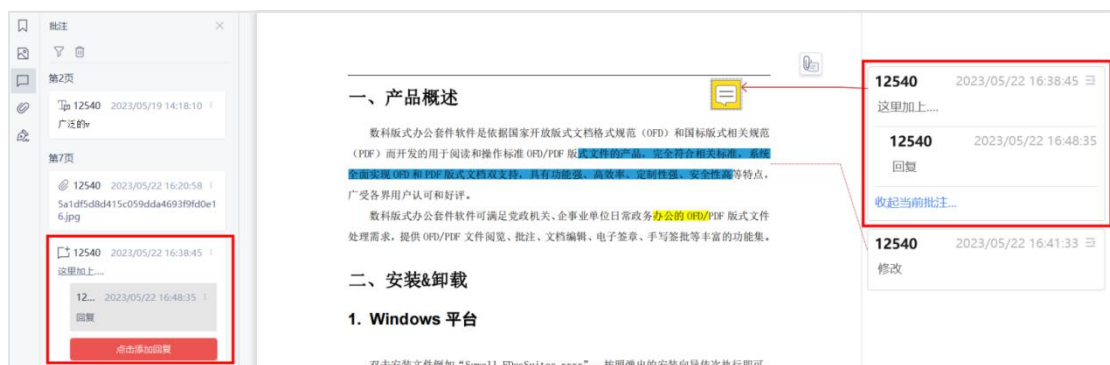 批注
第2页
12540 2023/05/19 14:18:10
广泛的v
第7页
12540 2023/05/22 16:20:58
5a1df5d8d415c059dda4693f9fd0e1
6.jpg
12540 2023/05/22 16:38:45
这里加上....
12... 2023/05/22 16:48:35
回复
点击添加回复
一、产品概述
数科版式办公套件软件是依据国家开放版式文档格式规范（OFD）和国际版式相关规范
（PDF）而开发的用于阅读和操作标准 OFD/PDF 版式文件的产品，完全符合相关标准。系统
全面实现 OFD 和 PDF 版式文档双支持，具有功能强、高效率、定制性强、安全性高等特点，
广受各界用户认可和好评。
数科版式办公套件软件可满足党政机关、企事业单位日常政务办公的 OFD/PDF 版式文件
处理需求，提供 OFD/PDF 文件阅览、批注、文档编辑、电子签章、手写签批等丰富的功能集。
二、安装&卸载
1. Windows 平台
12540 2023/05/22 16:38:45
这里加上....
12540 2023/05/22 16:48:35
回复
收起当前批注...
12540 2023/05/22 16:41:33
修改